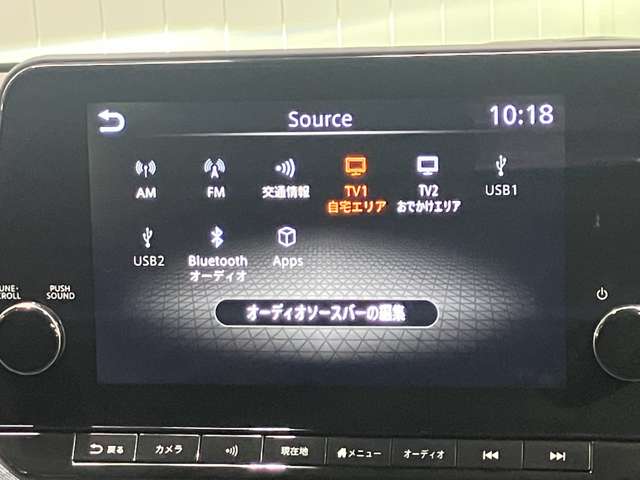 Source 10:18
AM FM 交通情報 TV1 TV2 USB1
自宅エリア おでかけエリア
USB2 Bluetooth Apps
オーディオ
PUSH
SOUND
オーディオソースバーの編集
戻る カメラ 現在地 メニュー オーディオ